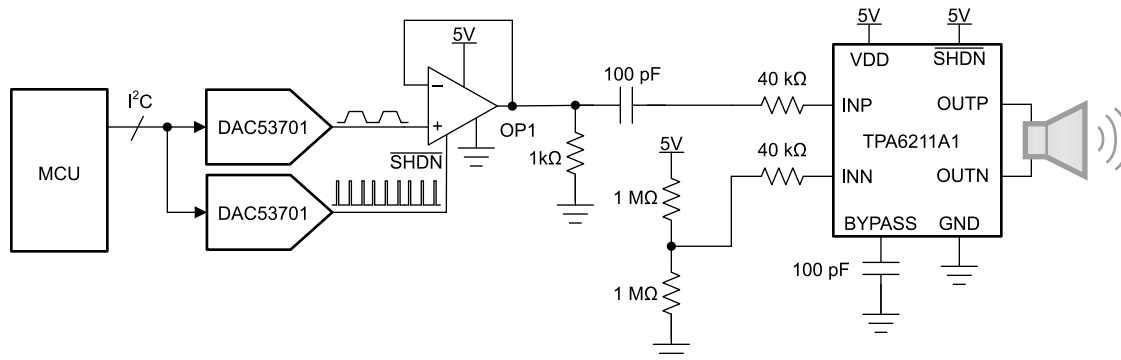 MCU
I²C
DAC53701
DAC53701
5V
−
+
SHDN
OP1
1kΩ
100 pF
40 kΩ
5V
1 MΩ
1 MΩ
40 kΩ
5V
5V
VDD
SHDN
INP
OUTP
TPA6211A1
INN
OUTN
BYPASS
GND
100 pF